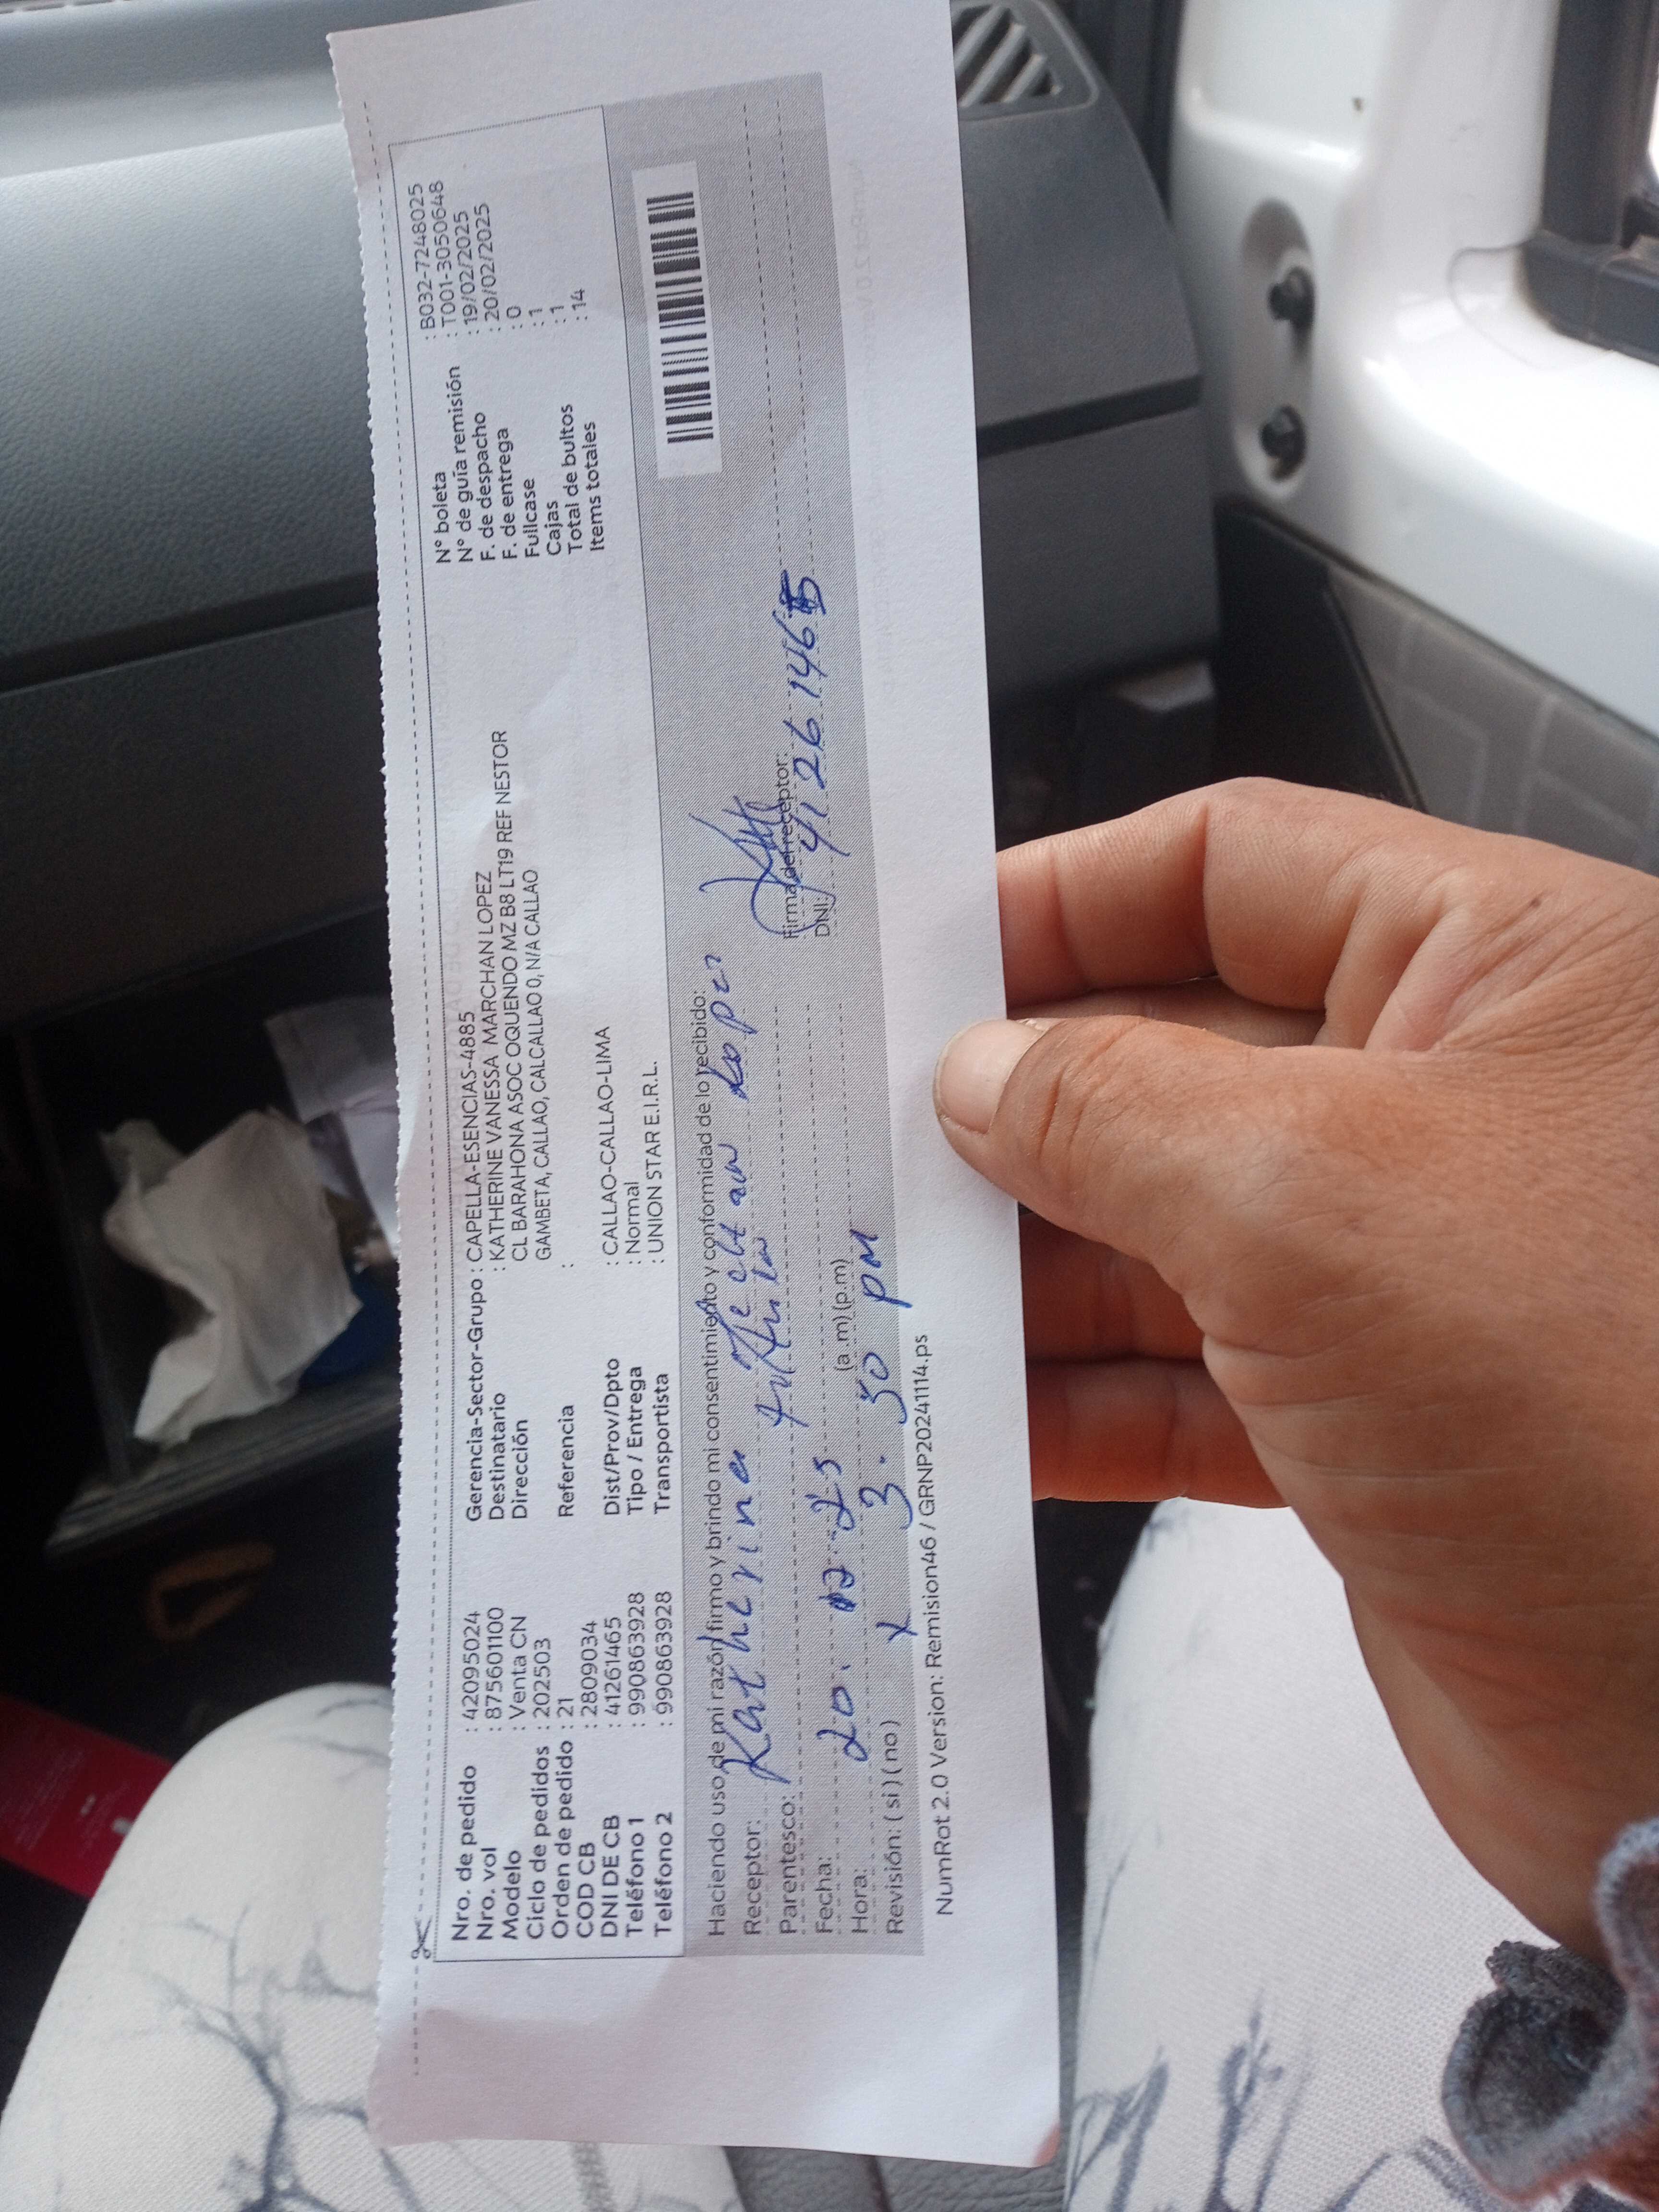 Nro. de pedido : 42095024
Nro. vol : 875601100
Modelo : Venta CN
Ciclo de pedidos : 202503
Orden de pedido : 21
COD CB : 2809034
DNI DE CB : 41261465
Teléfono 1 : 990863928
Teléfono 2 : 990863928
Gerencia-Sector-Grupo : CAPELLA-ESENCIAS-4885
Destinatario : KATHERINE VANESSA MARCHAN LOPEZ
Dirección CL BARAHONA ASOC OQUENDO MZ B8 LT19 REF NESTOR
GAMBETA, CALLAO, CALCALLAO 0, N/A CALLAO
Referencia :
Dist/Prov/Dpto : CALLAO-CALLAO-LIMA
Tipo / Entrega : Normal
Transportista : UNION STAR E.I.R.L.
N° boleta : B032-7248025
N° de guía remisión : T001-3050648
F. de despacho : 19/02/2025
F. de entrega : 20/02/2025
Fullcase : 0
Cajas : 1
Total de bultos : 1
Items totales : 14
Haciendo uso de mi razón firmo y brindo mi consentimiento y conformidad de lo recibido:
Receptor: Katherine
Parentesco:
Fecha: 20. 02. 25
Hora: 3.30 PM (a.m) (p.m)
Revisión: ( si ) ( no ) X
Firma del receptor:
DNI: 41261465
NumRot 2.0 Version: Remision46 / GRNP20241114.ps